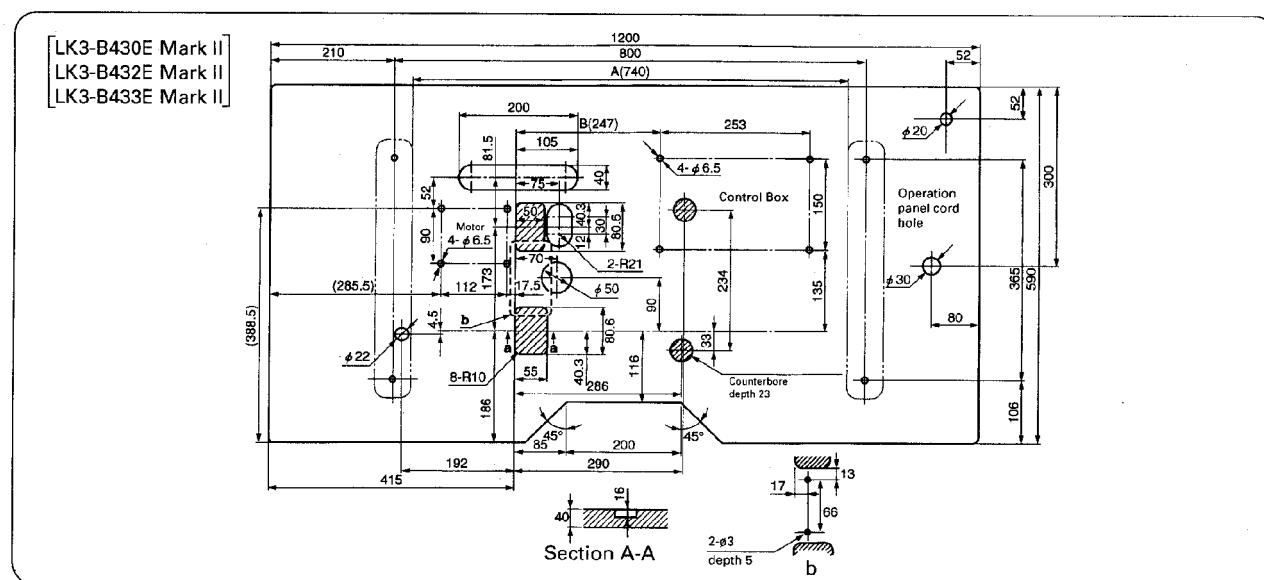 LK3-B430E Mark II
LK3-B432E Mark II
LK3-B433E Mark II
1200
210
800
52
A(740)
200
B(247)
253
52
81.5
105
φ20
4-φ6.5
40
75
300
52
Control Box
Operation
panel cord
hole
150
50
40.3
30
80.6
12
Motor
4-φ6.5
90
2-R21
70
173
234
365
590
φ30
(285.5)
112
17.5
φ50
90
135
(388.5)
4.5
b
80
80.6
33
a
a
φ22
116
8-R10
55
40.3
286
Counterbore
depth 23
186
106
45°
45°
85
200
192
290
415
13
17
16
66
40
2-ø3
depth 5
Section A-A
b